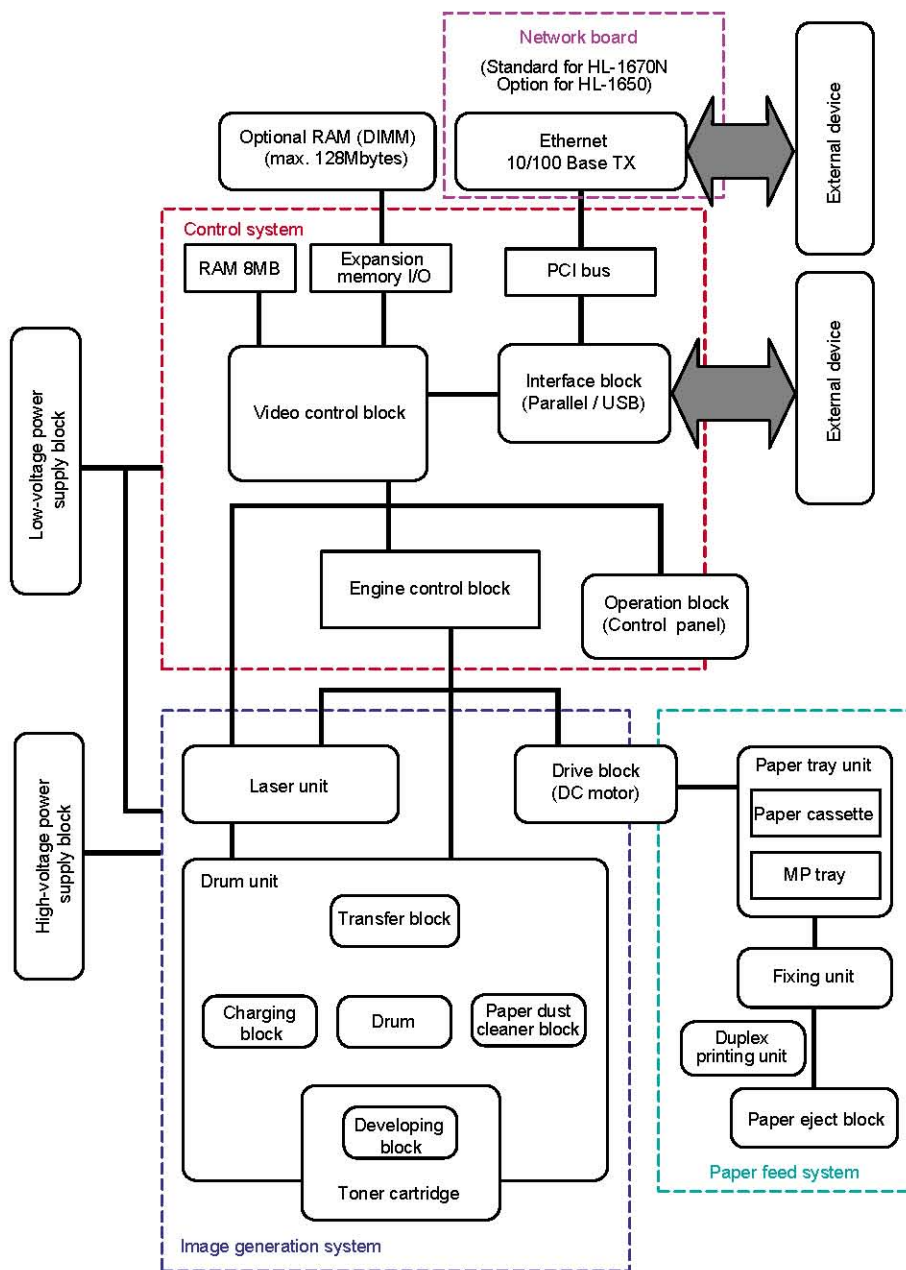 Network board
(Standard for HL-1670N
Option for HL-1650)
Optional RAM (DIMM)
(max. 128Mbytes)
Ethernet
10/100 Base TX
External device
Control system
RAM 8MB
Expansion
memory I/O
PCI bus
Low-voltage power
supply block
Video control block
Interface block
(Parallel / USB)
External device
Engine control block
Operation block
(Control panel)
High-voltage power
supply block
Laser unit
Drive block
(DC motor)
Paper tray unit
Paper cassette
MP tray
Drum unit
Transfer block
Charging
block
Drum
Paper dust
cleaner block
Fixing unit
Duplex
printing unit
Developing
block
Toner cartridge
Paper eject block
Paper feed system
Image generation system